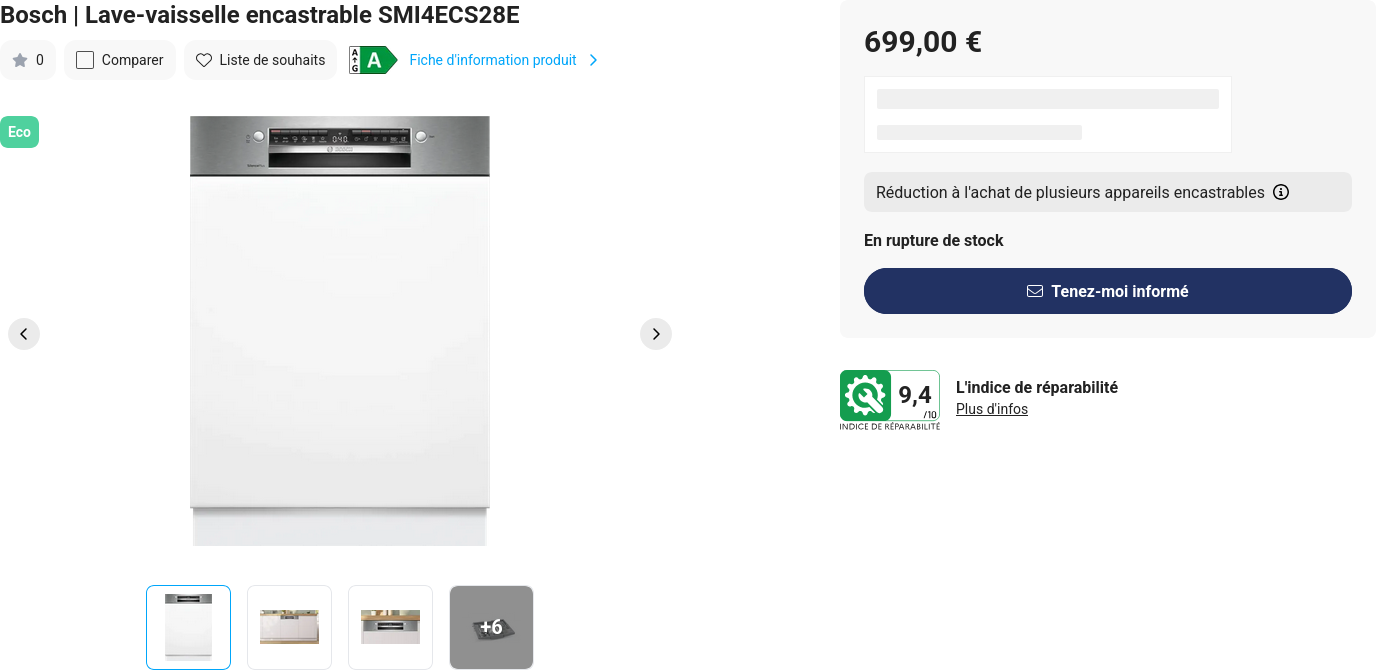 Bosch | Lave-vaisselle encastrable SMI4ECS28E
0
Comparer
Liste de souhaits
A
G
A
Fiche d'information produit
Eco
BOSCH
+6
699,00 €
Réduction à l'achat de plusieurs appareils encastrables
En rupture de stock
Tenez-moi informé
9,4
/10
INDICE DE RÉPARABILITÉ
L'indice de réparabilité
Plus d'infos